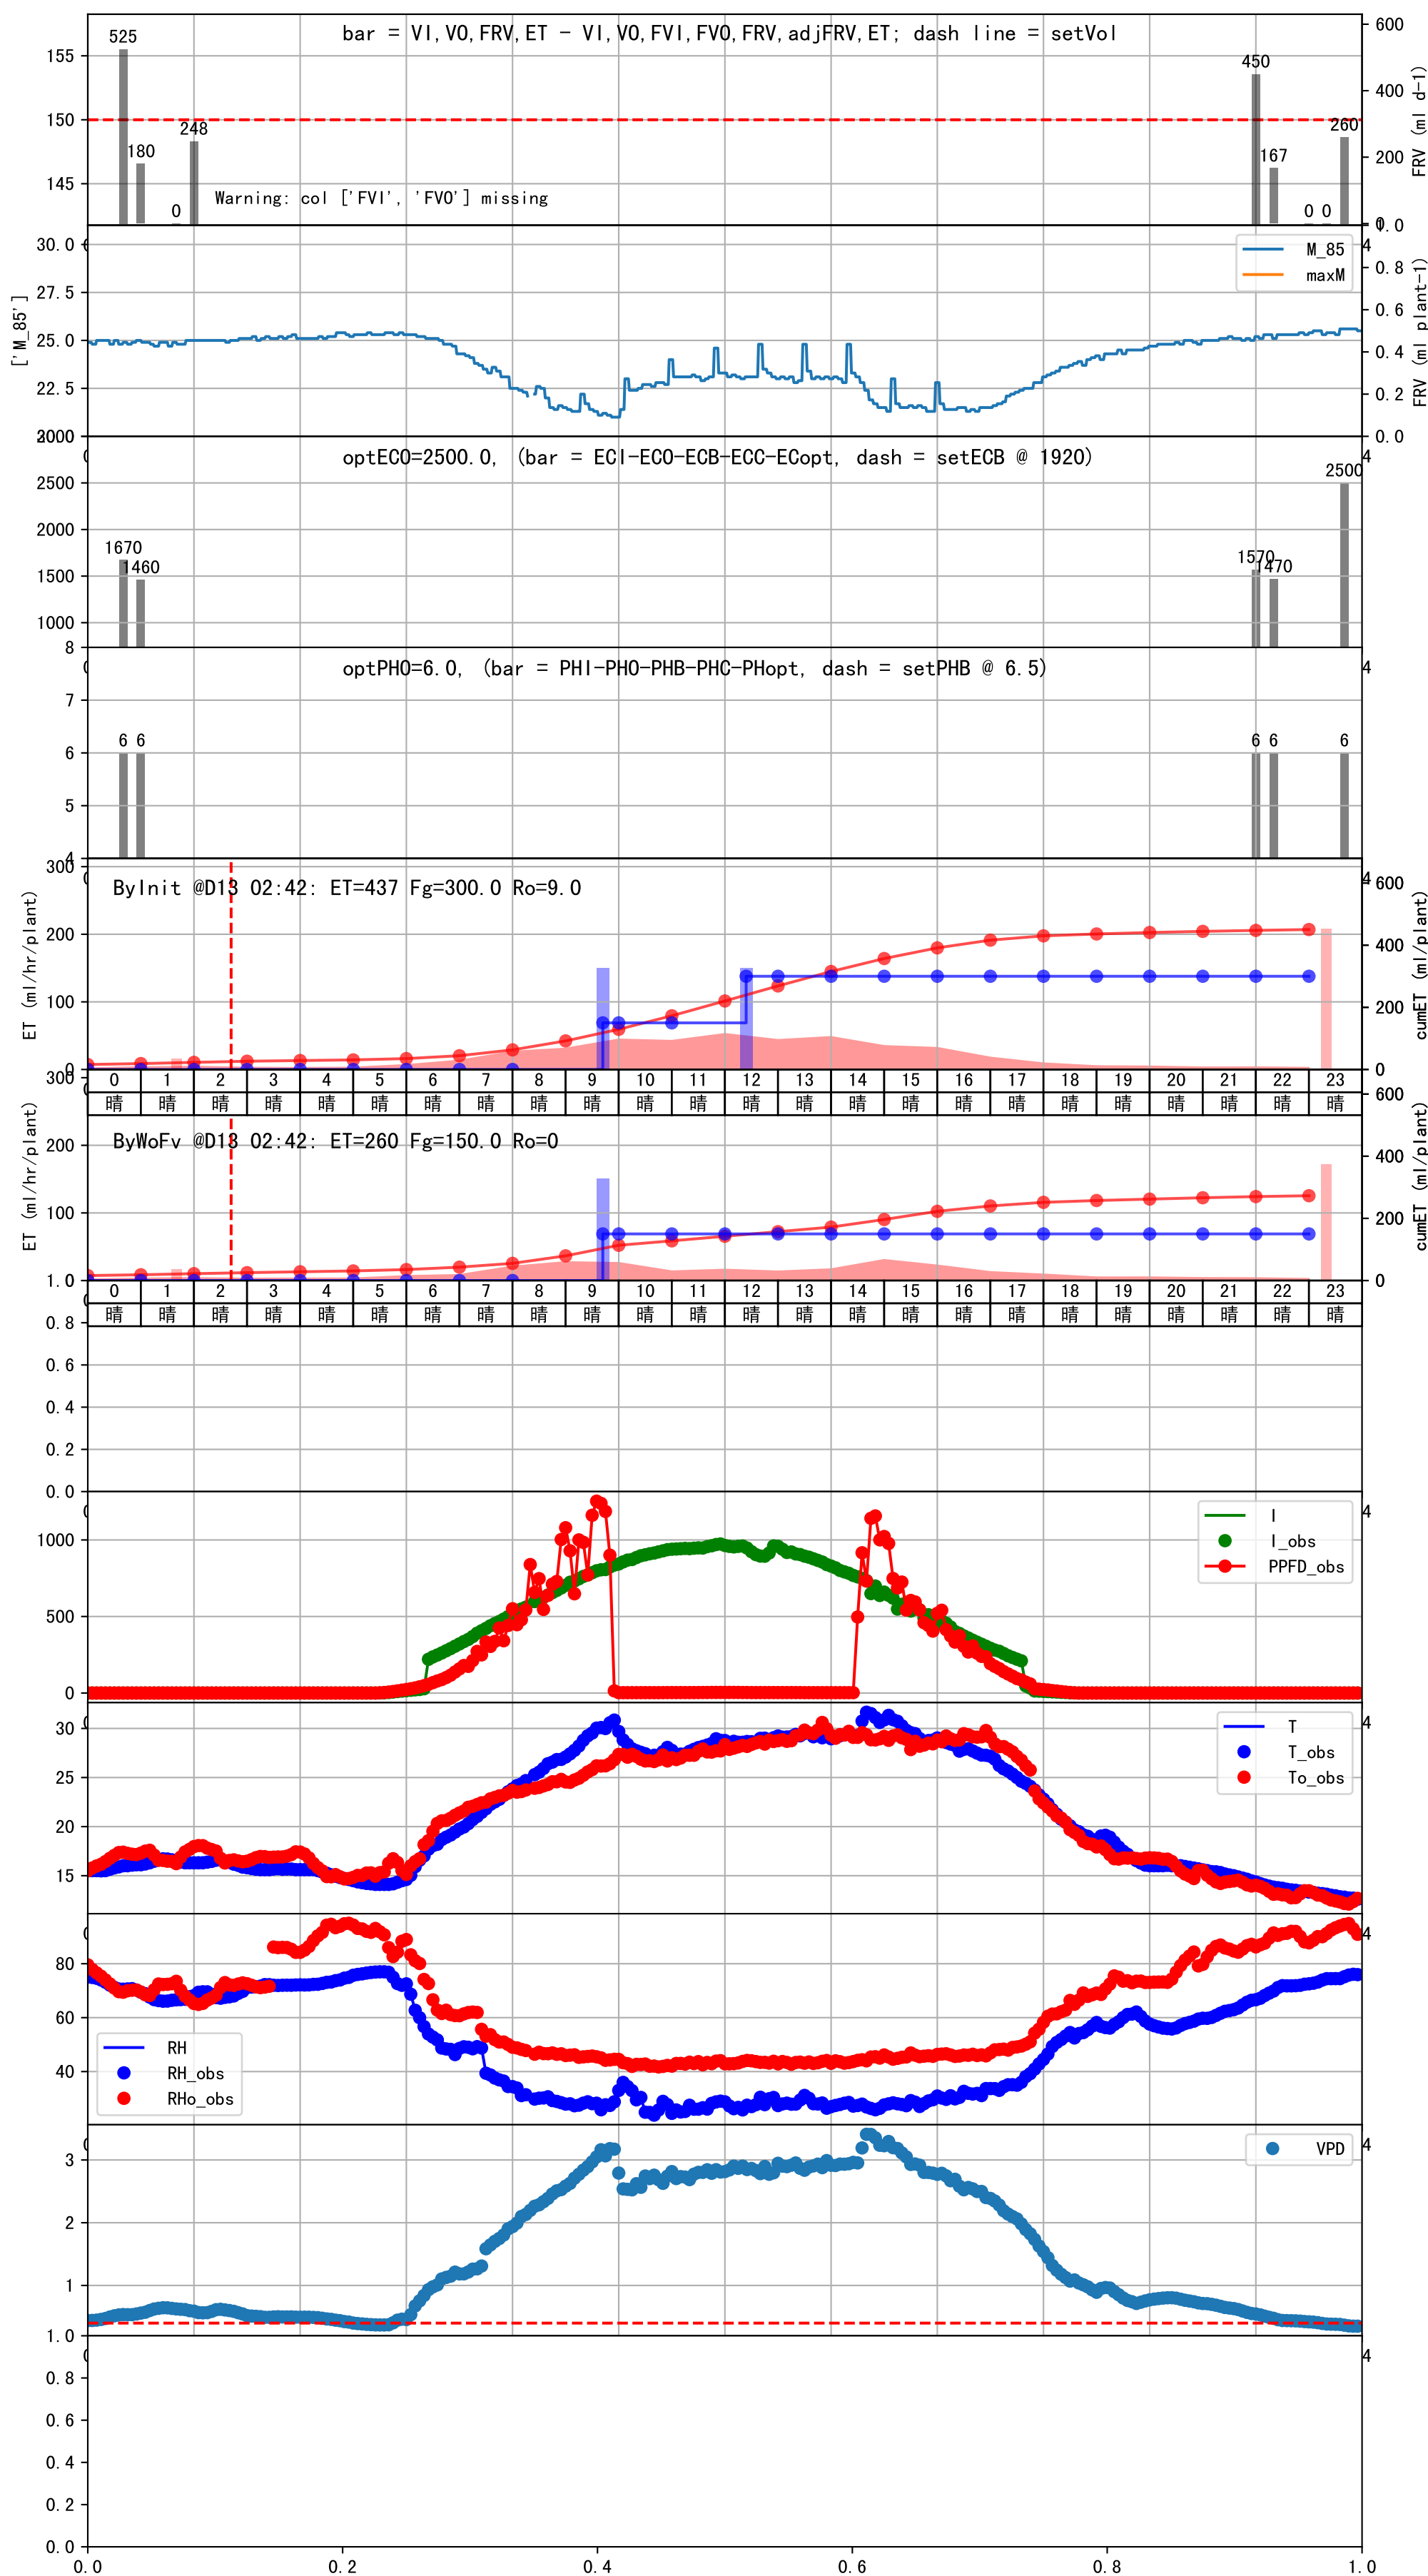 bar = VI,VO,FRV,ET - VI,VO,FVI,FVO,FRV,adjFRV,ET; dash line = setVol
525
180
0
248
450
167
0
0
260
155
150
145
600
400
200
0
FRV (ml d-1)
Warning: col ['FVI', 'FVO'] missing
M_85
maxM
['M_85']
30.0
27.5
25.0
22.5
1.0
0.8
0.6
0.4
0.2
0.0
FRV (ml plant-1)
optECO=2500.0, (bar = ECI-ECO-ECB-ECC-ECopt, dash = setECB @ 1920)
3000
2500
2000
1500
1000
1670
1460
1570
1470
2500
optPHO=6.0, (bar = PHI-PHO-PHB-PHC-PHopt, dash = setPHB @ 6.5)
8
7
6
5
4
6
6
6
6
6
ByInit @D13 02:42: ET=437 Fg=300.0 Ro=9.0
300
200
100
0
ET (ml/hr/plant)
600
400
200
0
cumET (ml/plant)
0 1 2 3 4 5 6 7 8 9 10 11 12 13 14 15 16 17 18 19 20 21 22 23
晴 晴 晴 晴 晴 晴 晴 晴 晴 晴 晴 晴 晴 晴 晴 晴 晴 晴 晴 晴 晴 晴 晴 晴
ByWoFv @D13 02:42: ET=260 Fg=150.0 Ro=0
300
200
100
ET (ml/hr/plant)
600
400
200
0
cumET (ml/plant)
0 1 2 3 4 5 6 7 8 9 10 11 12 13 14 15 16 17 18 19 20 21 22 23
晴 晴 晴 晴 晴 晴 晴 晴 晴 晴 晴 晴 晴 晴 晴 晴 晴 晴 晴 晴 晴 晴 晴 晴
1.0
0.8
0.6
0.4
0.2
0.0
1000
500
0
I
I_obs
PPFD_obs
30
25
20
15
T
T_obs
To_obs
80
60
40
RH
RH_obs
RHo_obs
3
2
1
VPD
1.0
0.8
0.6
0.4
0.2
0.0
0.0 0.2 0.4 0.6 0.8 1.0